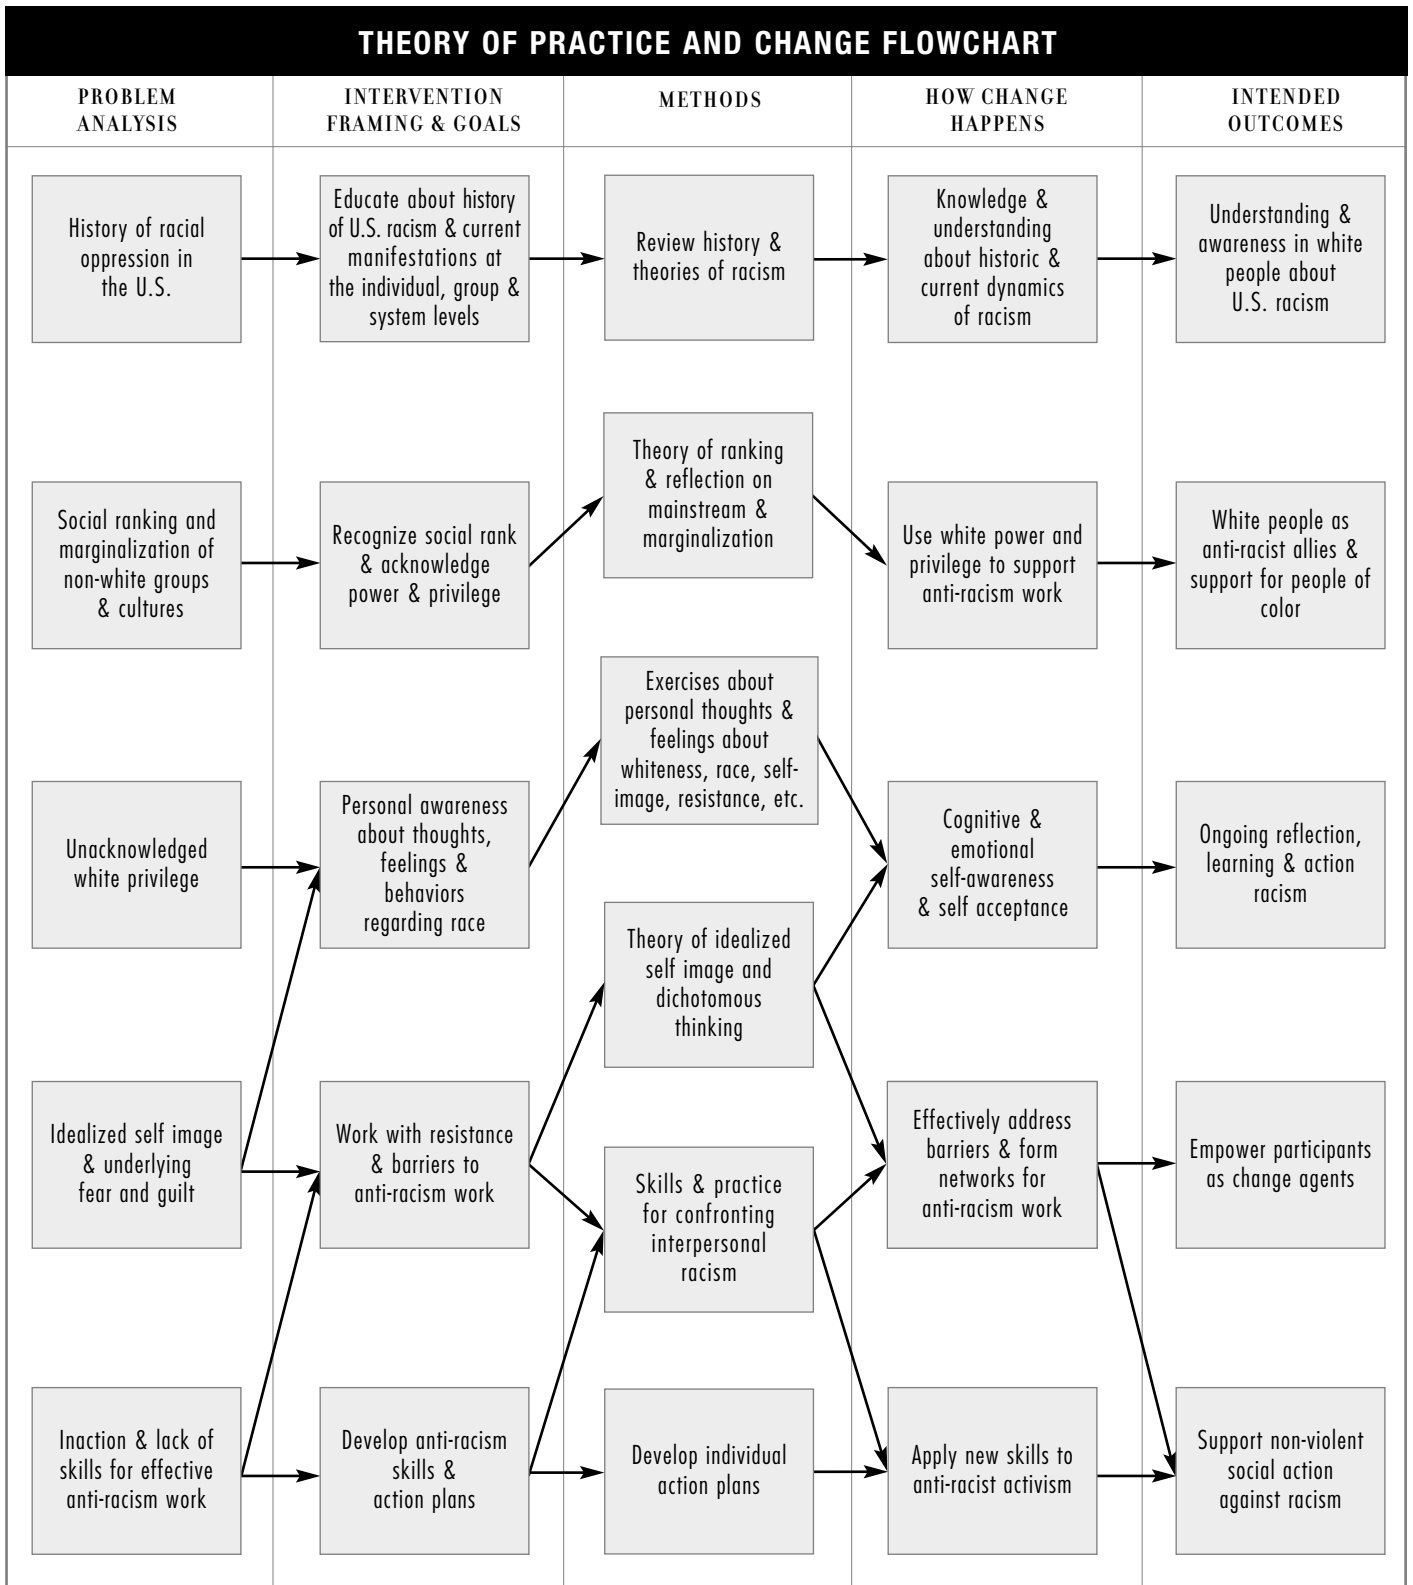 THEORY OF PRACTICE AND CHANGE FLOWCHART
PROBLEM
ANALYSIS
INTERVENTION
FRAMING & GOALS
METHODS
HOW CHANGE
HAPPENS
INTENDED
OUTCOMES
History of racial
oppression in
the U.S.
Educate about history
of U.S. racism & current
manifestations at
the individual, group &
system levels
Review history &
theories of racism
Knowledge &
understanding
about historic &
current dynamics
of racism
Understanding &
awareness in white
people about
U.S. racism
Social ranking and
marginalization of
non-white groups
& cultures
Recognize social rank
& acknowledge
power & privilege
Theory of ranking
& reflection on
mainstream &
marginalization
Use white power and
privilege to support
anti-racism work
White people as
anti-racist allies &
support for people of
color
Unacknowledged
white privilege
Personal awareness
about thoughts,
feelings &
behaviors
regarding race
Exercises about
personal thoughts &
feelings about
whiteness, race, self-
image, resistance, etc.
Cognitive &
emotional
self-awareness
& self acceptance
Ongoing reflection,
learning & action
racism
Theory of idealized
self image and
dichotomous
thinking
Idealized self image
& underlying
fear and guilt
Work with resistance
& barriers to
anti-racism work
Skills & practice
for confronting
interpersonal
racism
Effectively address
barriers & form
networks for
anti-racism work
Empower participants
as change agents
Inaction & lack of
skills for effective
anti-racism work
Develop anti-racism
skills &
action plans
Develop individual
action plans
Apply new skills to
anti-racist activism
Support non-violent
social action
against racism